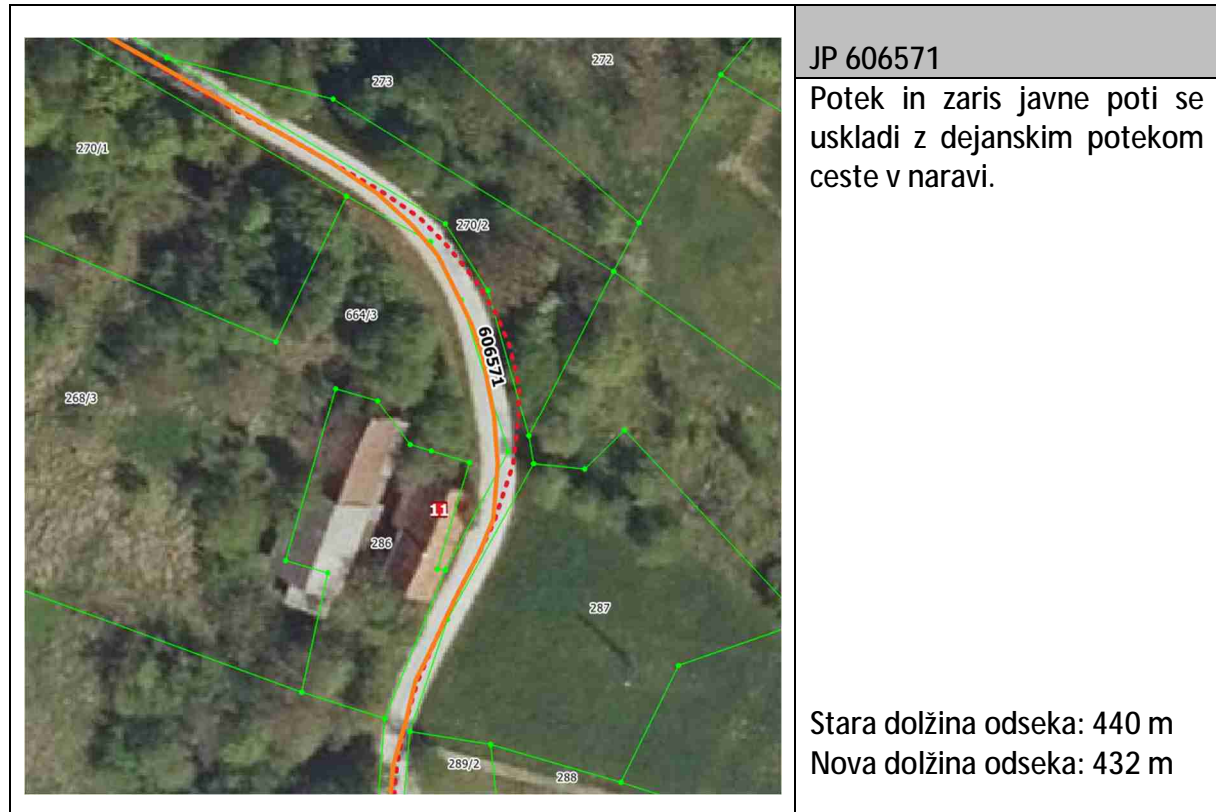 JP 606571
Potek in zaris javne poti se
uskladi z dejanskim potekom
ceste v naravi.
Stara dolžina odseka: 440 m
Nova dolžina odseka: 432 m
272
273
270/1
270/2
664/3
606571
268/3
11
286
287
289/2
288